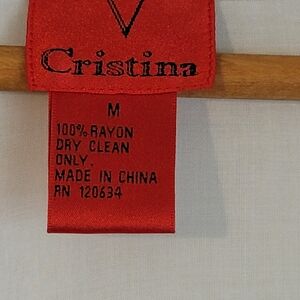 V
Cristina
M
100% RAYON
DRY CLEAN
ONLY.
MADE IN CHINA
RN 120634